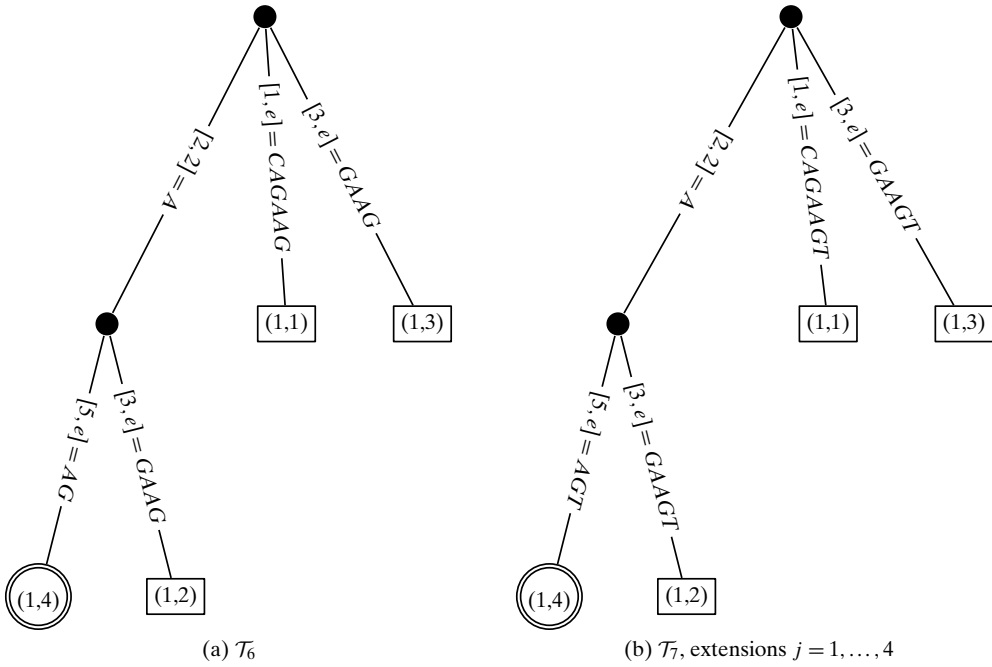 [2,2]=A
[1,e]=CAGAAG
[3,e]=GAAG
(1,1)
(1,3)
[5,e]=AG
[3,e]=GAAG
(1,4)
(1,2)
(a) 𝒯6
[2,2]=A
[1,e]=CAGAAGT
[3,e]=GAAGT
(1,1)
(1,3)
[5,e]=AGT
[3,e]=GAAGT
(1,4)
(1,2)
(b) 𝒯7, extensions j = 1, . . . , 4